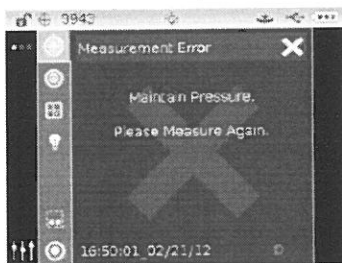 3943
Measurement Error
Maintain Pressure.
Please Measure Again.
16:50:01_02/21/12